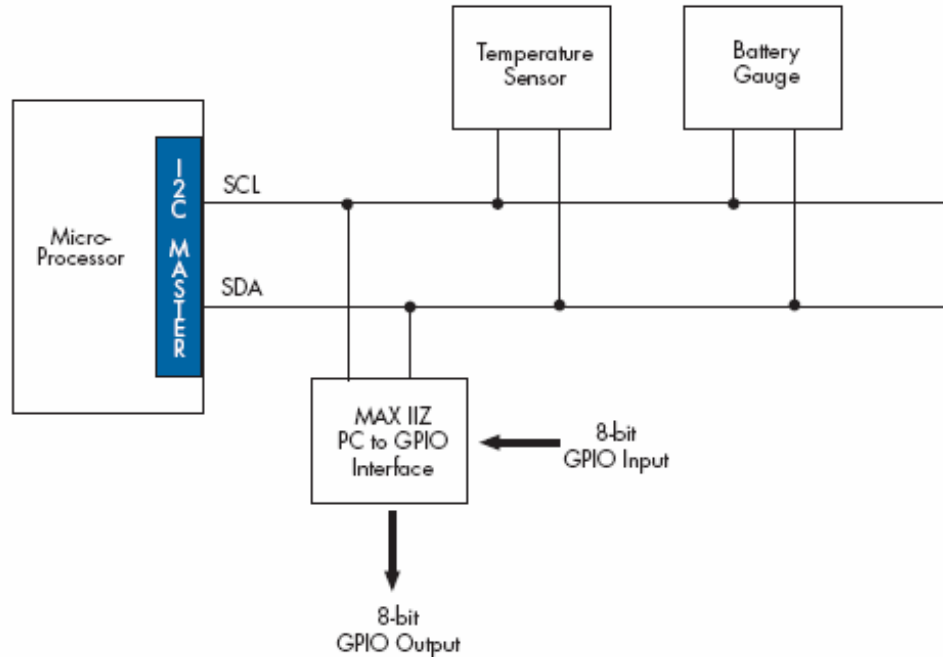 Temperature
Sensor
Battery
Gauge
Micro-
Processor
I2C MASTER
SCL
SDA
MAX IIZ
PC to GPIO
Interface
8-bit
GPIO Input
8-bit
GPIO Output